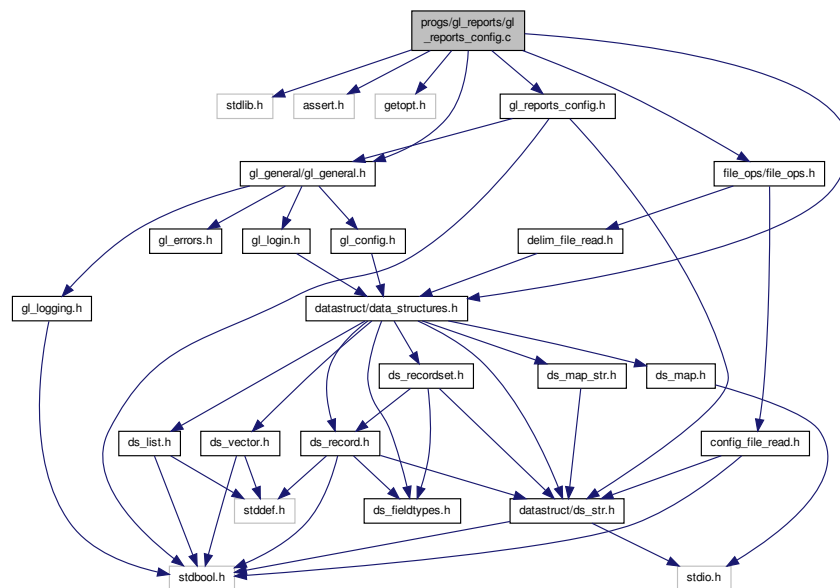 progs/gl_reports/gl
_reports_config.c
stdlib.h
assert.h
getopt.h
gl_reports_config.h
gl_general/gl_general.h
file_ops/file_ops.h
gl_errors.h
gl_login.h
gl_config.h
delim_file_read.h
gl_logging.h
datastruct/data_structures.h
ds_recordset.h
ds_map_str.h
ds_map.h
ds_list.h
ds_vector.h
ds_record.h
config_file_read.h
stddef.h
ds_fieldtypes.h
datastruct/ds_str.h
stdbool.h
stdio.h